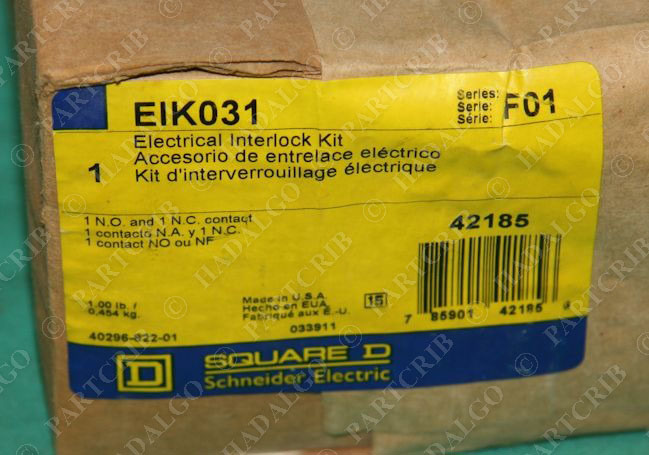 EIK031
Series:
Serie:
Série:
F01
Electrical Interlock Kit
Accesorio de entrelace eléctrico
Kit d'interverrouillage électrique
1
1 N.O. and 1 N.C. contact
1 contacto N.A. y 1 N.C.
1 contact NO ou NF
42185
1.00 lb. /
0,454 kg.
Made in U.S.A.
Hecho en EUA
Fabriqué aux É.-U.
15
7 85901 42185
40296-822-01
033911
SQUARE D
Schneider Electric
PARTCRIB
HADALGO